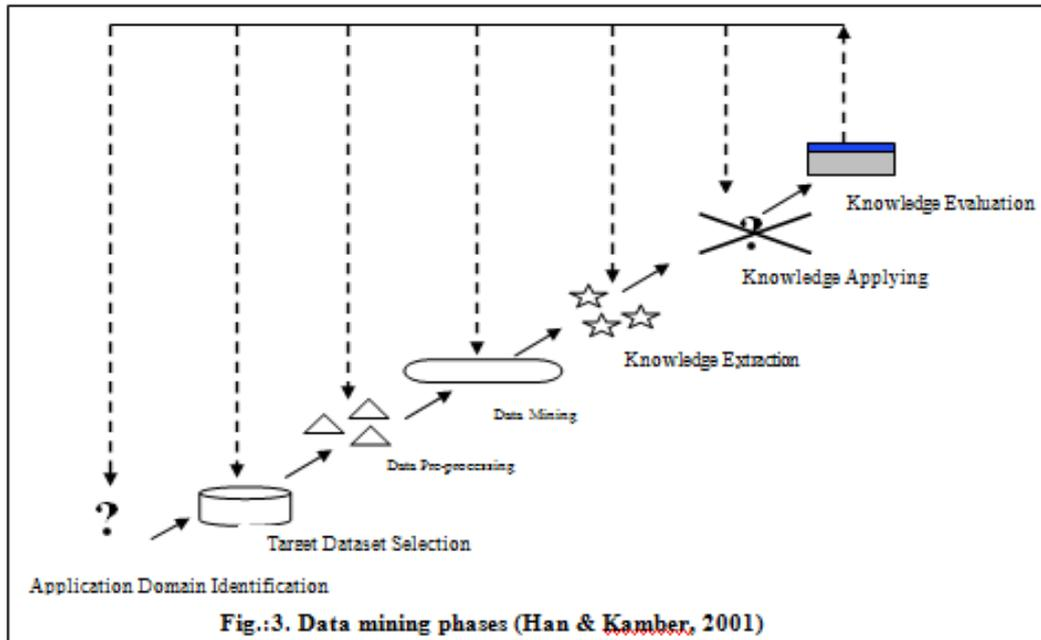 Knowledge Evaluation
?
Knowledge Applying
Knowledge Extraction
Data Mining
Data Pre-processing
?
Target Dataset Selection
Application Domain Identification
Fig.:3. Data mining phases (Han & Kamber, 2001)